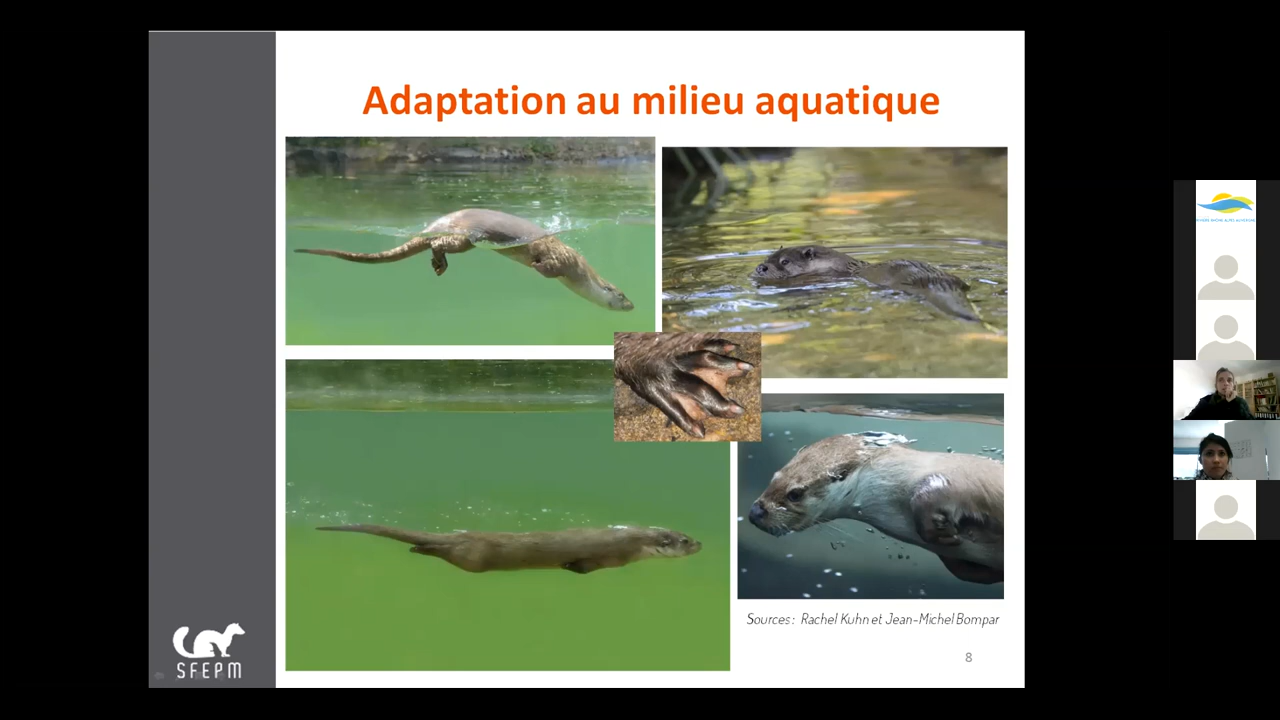 Adaptation au milieu aquatique
Sources : Rachel Kuhn et Jean-Michel Bompar
8
SFEPM